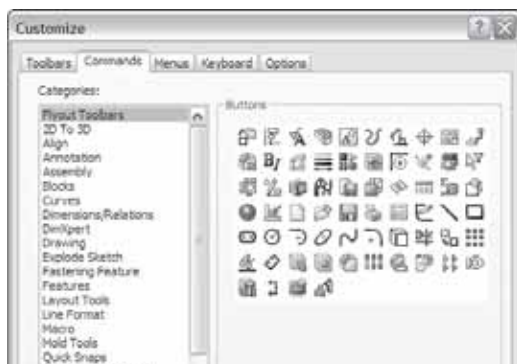 Customize
Toolbars Commands Menus Keyboard Options
Categories:
Buttons
Flyout Toolbars
2D To 3D
Align
Annotation
Assembly
Blocks
Curves
Dimensions/Relations
DimXpert
Drawing
Explode Sketch
Fastening Feature
Features
Layout Tools
Line Format
Macro
Mold Tools
Quick Snaps